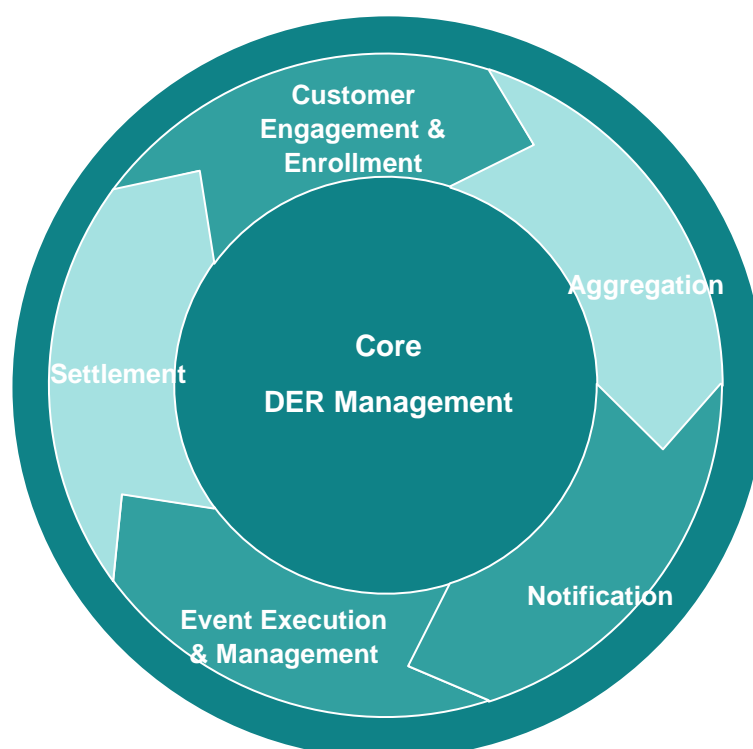 Customer
Engagement &
Enrollment
Aggregation
Core
DER Management
Settlement
Notification
Event Execution
& Management